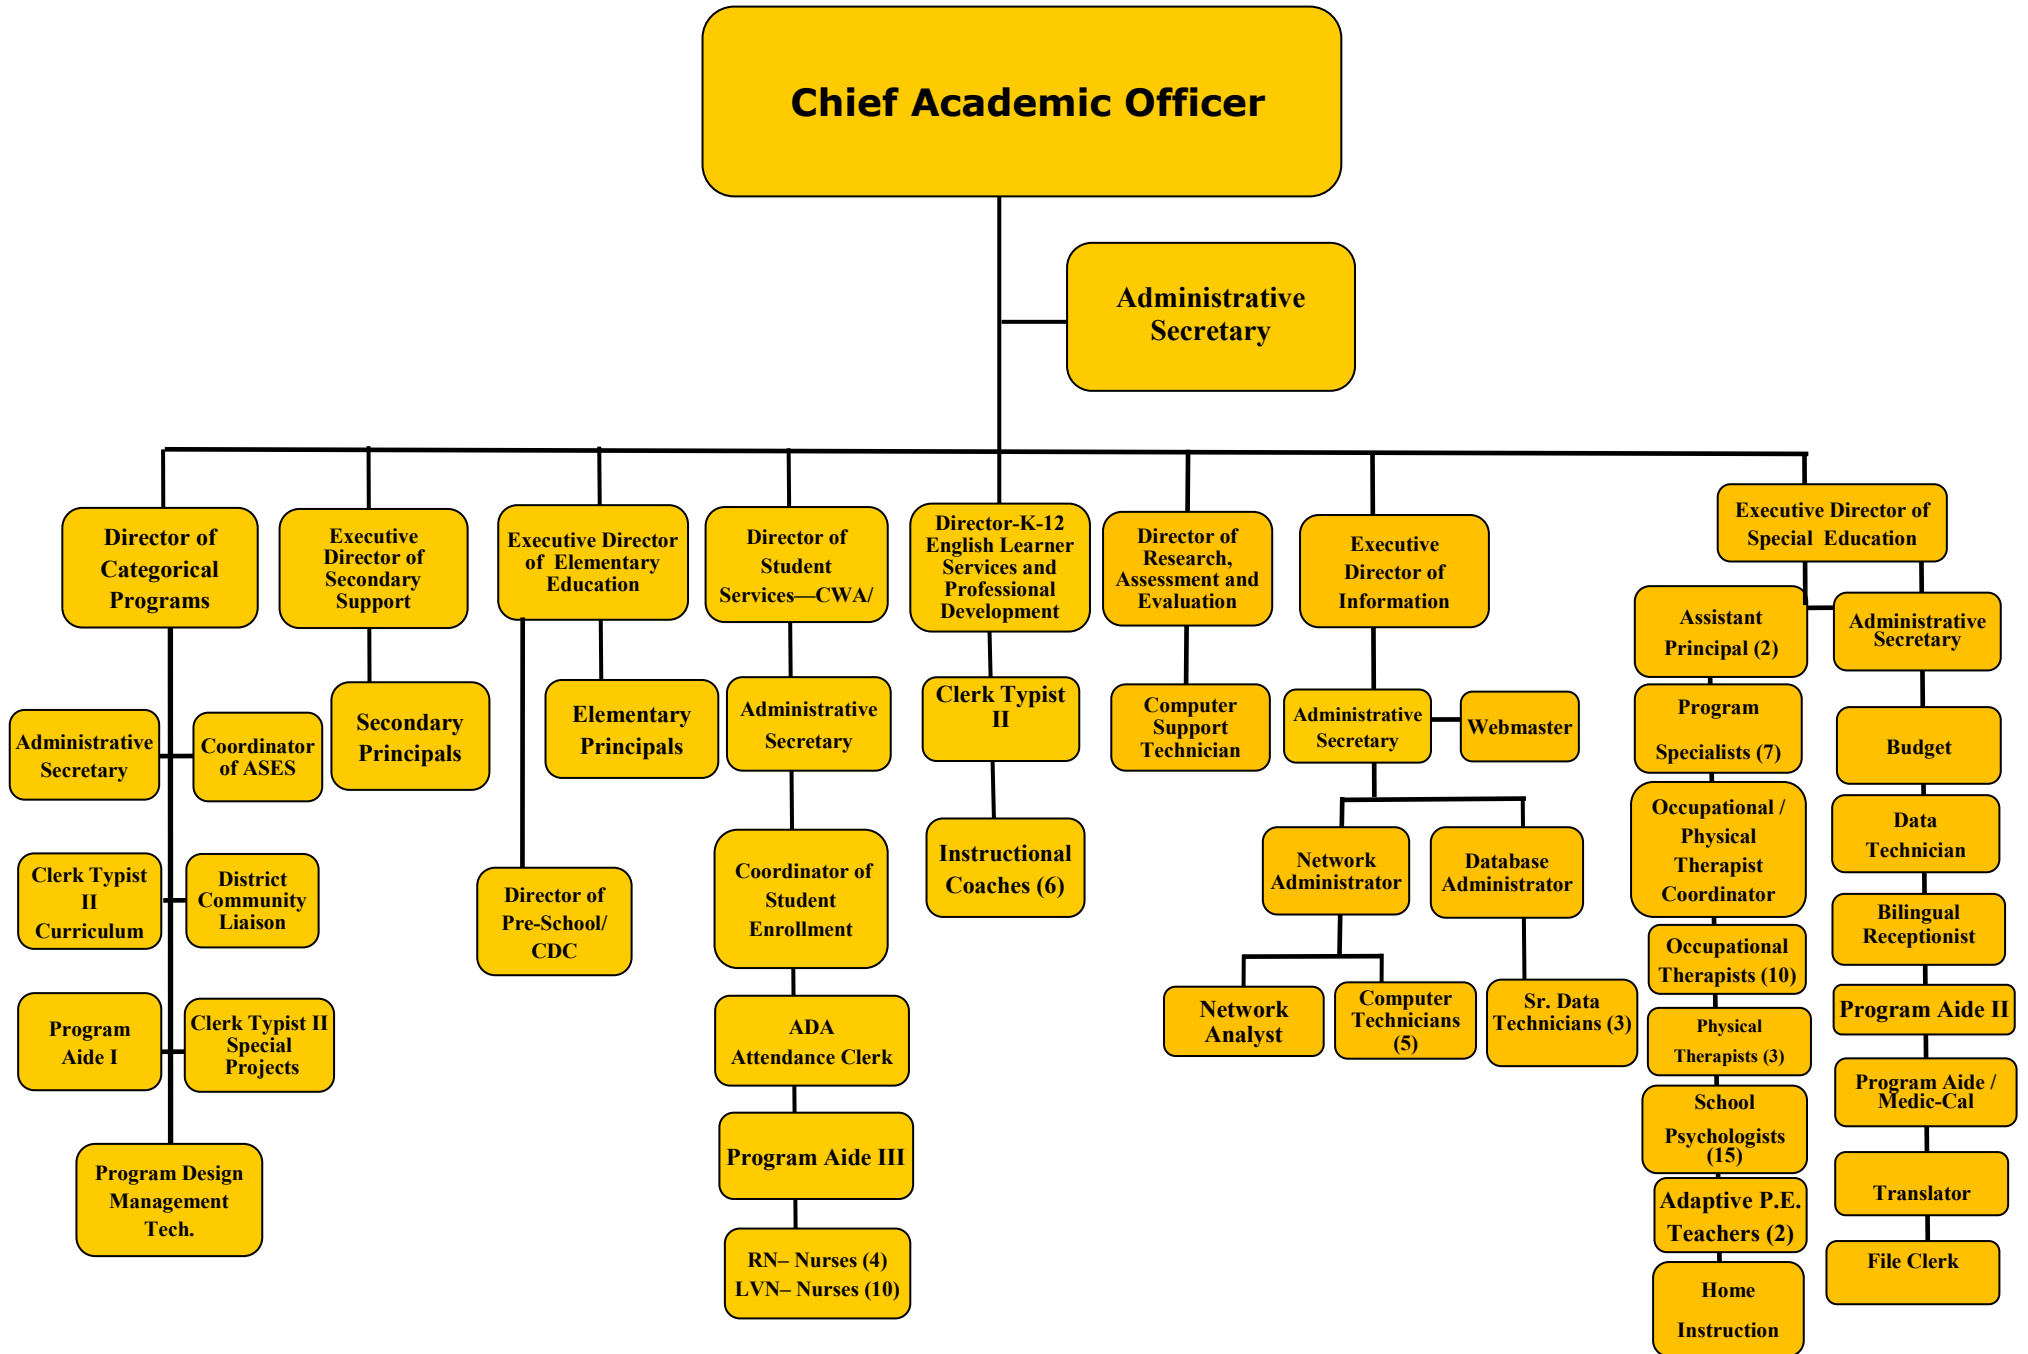 Chief Academic Officer
Administrative
Secretary
Director of
Categorical
Programs
Executive
Director of
Secondary
Support
Executive Director
of Elementary
Education
Director of
Student
Services—CWA/
Director-K-12
English Learner
Services and
Professional
Development
Director of
Research,
Assessment and
Evaluation
Executive
Director of
Information
Executive Director of
Special Education
Administrative
Secretary
Coordinator
of ASES
Clerk Typist
II
Curriculum
District
Community
Liaison
Program
Aide I
Clerk Typist II
Special
Projects
Program Design
Management
Tech.
Secondary
Principals
Elementary
Principals
Director of
Pre-School/
CDC
Administrative
Secretary
Coordinator of
Student
Enrollment
ADA
Attendance Clerk
Program Aide III
RN– Nurses (4)
LVN– Nurses (10)
Clerk Typist
II
Instructional
Coaches (6)
Computer
Support
Technician
Administrative
Secretary
Webmaster
Network
Administrator
Database
Administrator
Network
Analyst
Computer
Technicians
(5)
Sr. Data
Technicians (3)
Assistant
Principal (2)
Program
Specialists (7)
Occupational /
Physical
Therapist
Coordinator
Occupational
Therapists (10)
Physical
Therapists (3)
School
Psychologists
(15)
Adaptive P.E.
Teachers (2)
Home
Instruction
Administrative
Secretary
Budget
Data
Technician
Bilingual
Receptionist
Program Aide II
Program Aide /
Medic-Cal
Translator
File Clerk